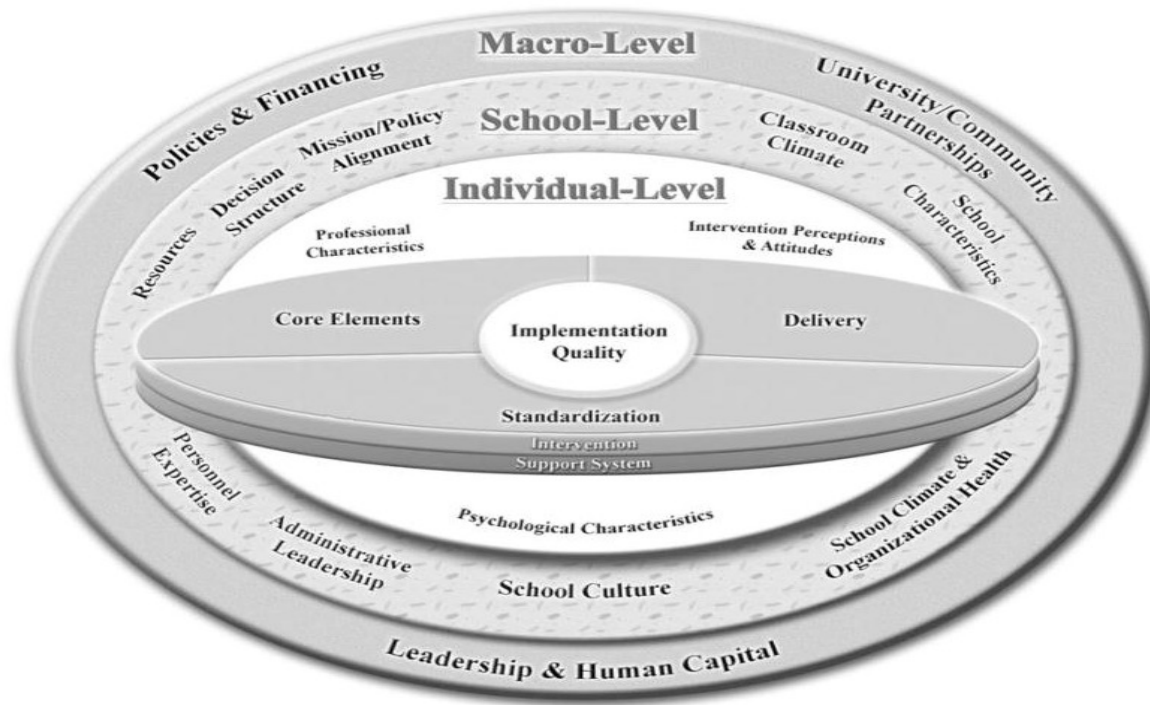 Macro-Level
Policies & Financing
University/Community
Partnerships
School-Level
Mission/Policy
Alignment
Classroom
Climate
Decision
Structure
School
Characteristics
Resources
Individual-Level
Professional
Characteristics
Intervention Perceptions
& Attitudes
Core Elements
Implementation
Quality
Delivery
Standardization
Intervention
Support System
Personnel
Expertise
Psychological Characteristics
School Climate &
Organizational Health
Administrative
Leadership
School Culture
Leadership & Human Capital